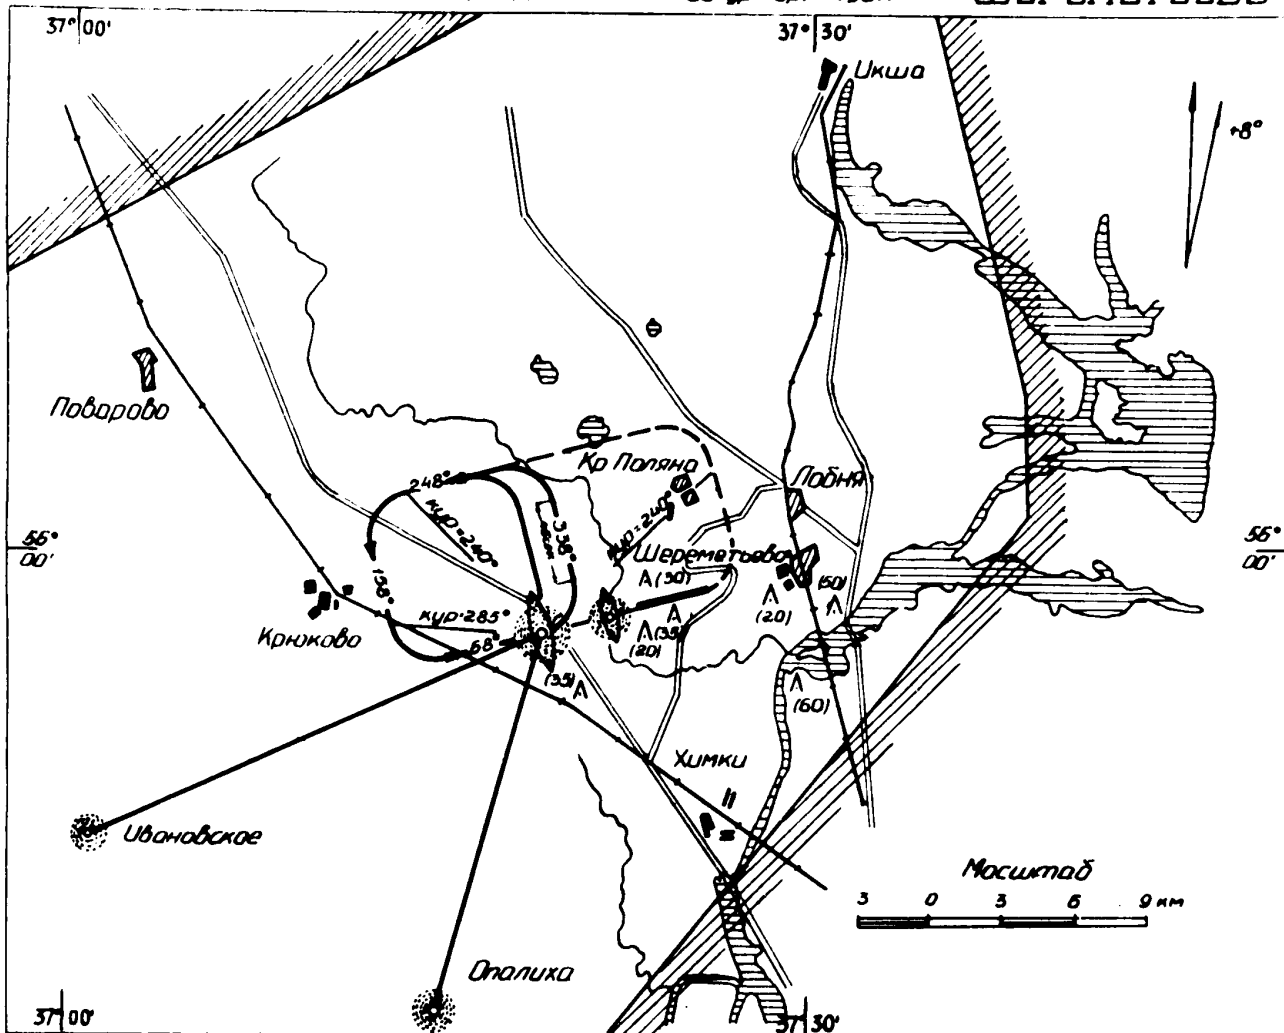 37° 00'
37° 30'
Икша
+8°
Поварово
Кр Поляна
248°
кур=240°
338°
кур=240°
Лобня
56°
00'
56°
00'
Шереметьево
(30)
(60)
158°
(20)
Крюково
кур=285°
68°
(35)
(20)
(35)
(60)
Химки
Ивановское
Масштаб
3 0 3 6 9 км
Опалиха
37° 00'
37° 30'